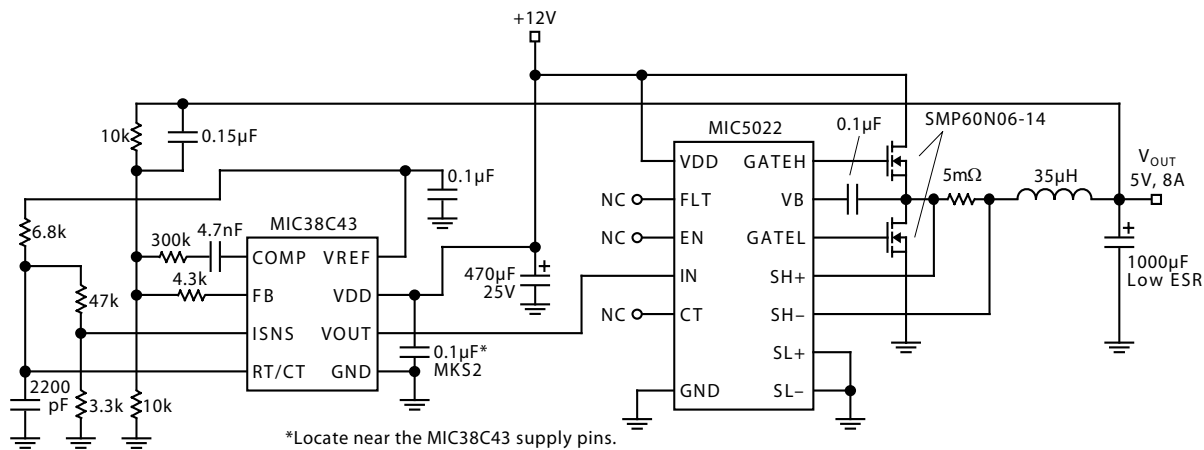 +12V
10k
0.15µF
MIC5022
0.1µF
SMP60N06-14
VDD
GATEH
5mΩ
35µH
VOUT
5V, 8A
0.1µF
NC
FLT
VB
6.8k
300k
4.7nF
MIC38C43
NC
EN
GATEL
COMP
VREF
470µF
25V
+
IN
SH+
+
1000µF
Low ESR
4.3k
47k
FB
VDD
NC
CT
SH–
ISNS
VOUT
0.1µF*
MKS2
SL+
RT/CT
GND
GND
SL–
2200
pF
3.3k
10k
*Locate near the MIC38C43 supply pins.